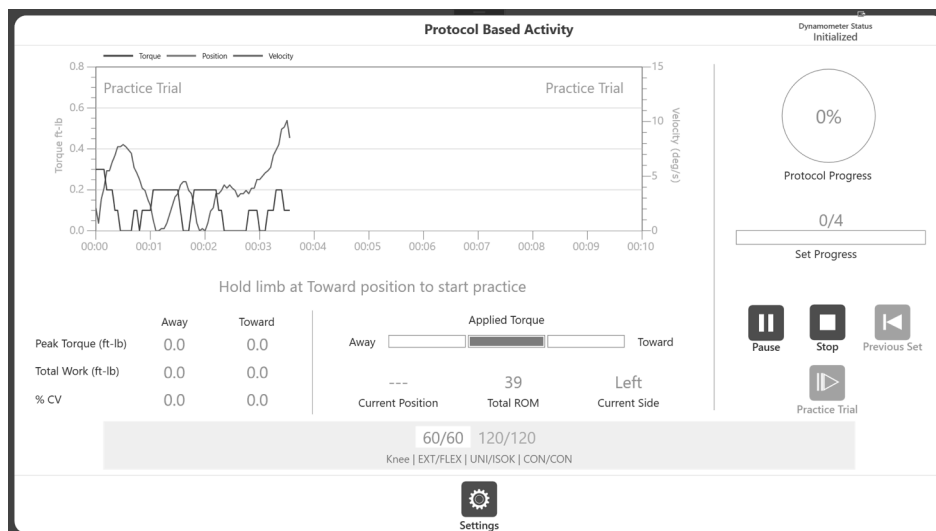 Protocol Based Activity
Dynamometer Status
Initialized
Torque Position Velocity
Practice Trial Practice Trial
Torque ft-lb
0.8
0.6
0.4
0.2
0.0
Velocity (deg/s)
15
10
5
0
00:00 00:01 00:02 00:03 00:04 00:05 00:06 00:07 00:08 00:09 00:10
0%
Protocol Progress
0/4
Set Progress
Hold limb at Toward position to start practice
Away Toward
Peak Torque (ft-lb) 0.0 0.0
Total Work (ft-lb) 0.0 0.0
% CV 0.0 0.0
Applied Torque
Away Toward
--- 39 Left
Current Position Total ROM Current Side
Pause Stop Previous Set
Practice Trial
60/60 120/120
Knee | EXT/FLEX | UNI/ISOK | CON/CON
Settings